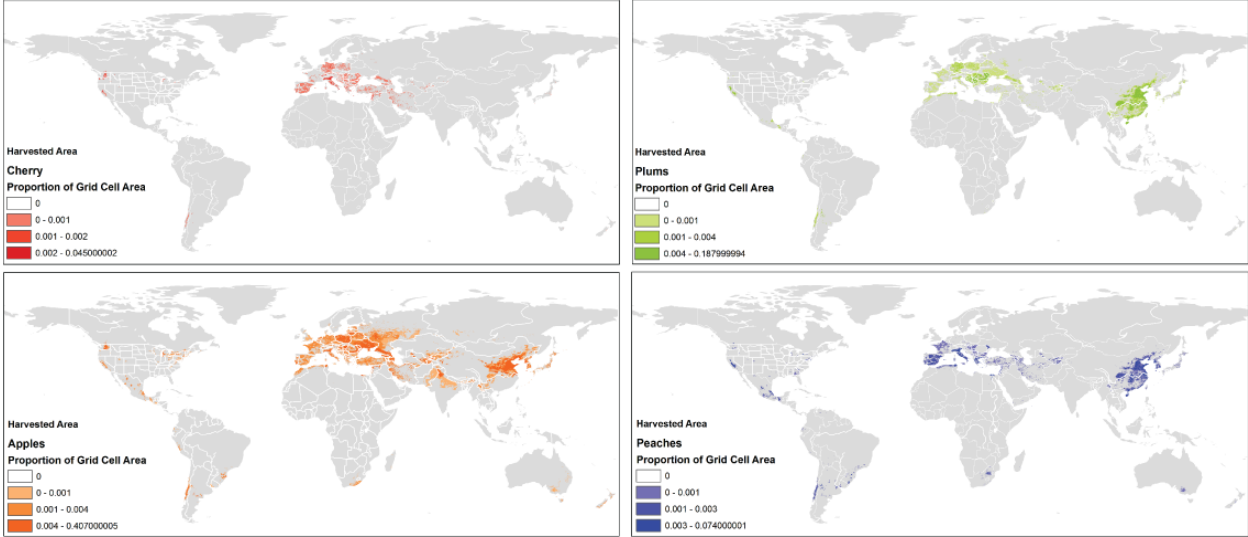 Harvested Area
Cherry
Proportion of Grid Cell Area
0
0 - 0.001
0.001 - 0.002
0.002 - 0.045000002
Harvested Area
Plums
Proportion of Grid Cell Area
0
0 - 0.001
0.001 - 0.004
0.004 - 0.187999994
Harvested Area
Apples
Proportion of Grid Cell Area
0
0 - 0.001
0.001 - 0.004
0.004 - 0.407000005
Harvested Area
Peaches
Proportion of Grid Cell Area
0
0 - 0.001
0.001 - 0.003
0.003 - 0.074000001